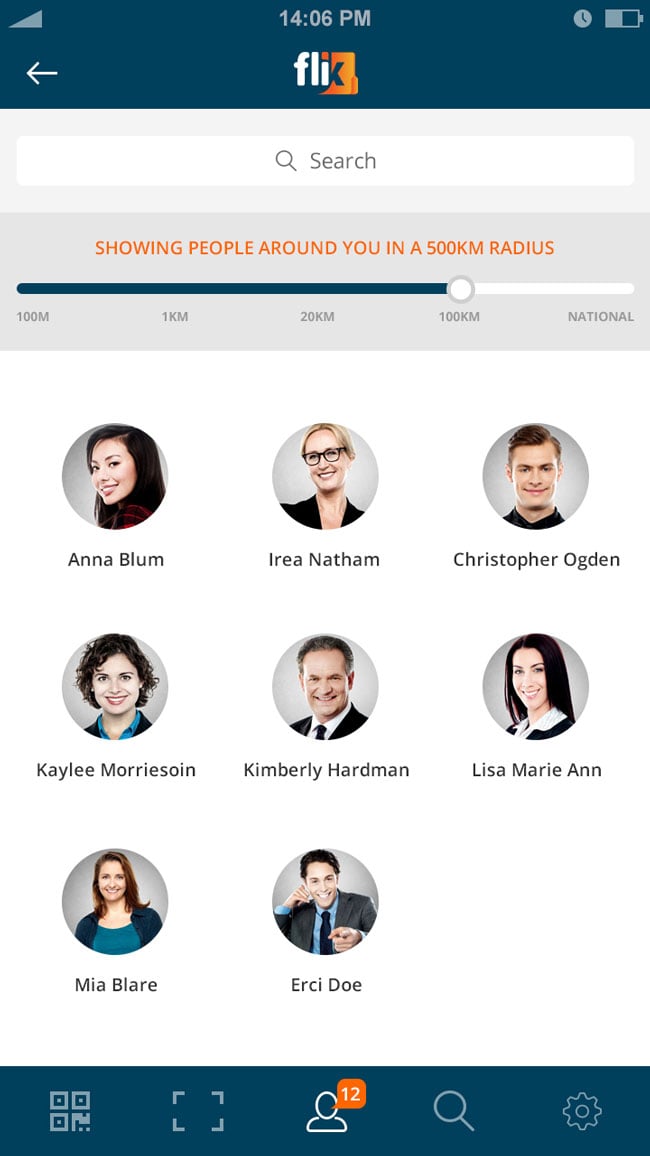 14:06 PM
flik
Search
SHOWING PEOPLE AROUND YOU IN A 500KM RADIUS
100M 1KM 20KM 100KM NATIONAL
Anna Blum Irea Natham Christopher Ogden
Kaylee Morriesoin Kimberly Hardman Lisa Marie Ann
Mia Blare Erci Doe
12